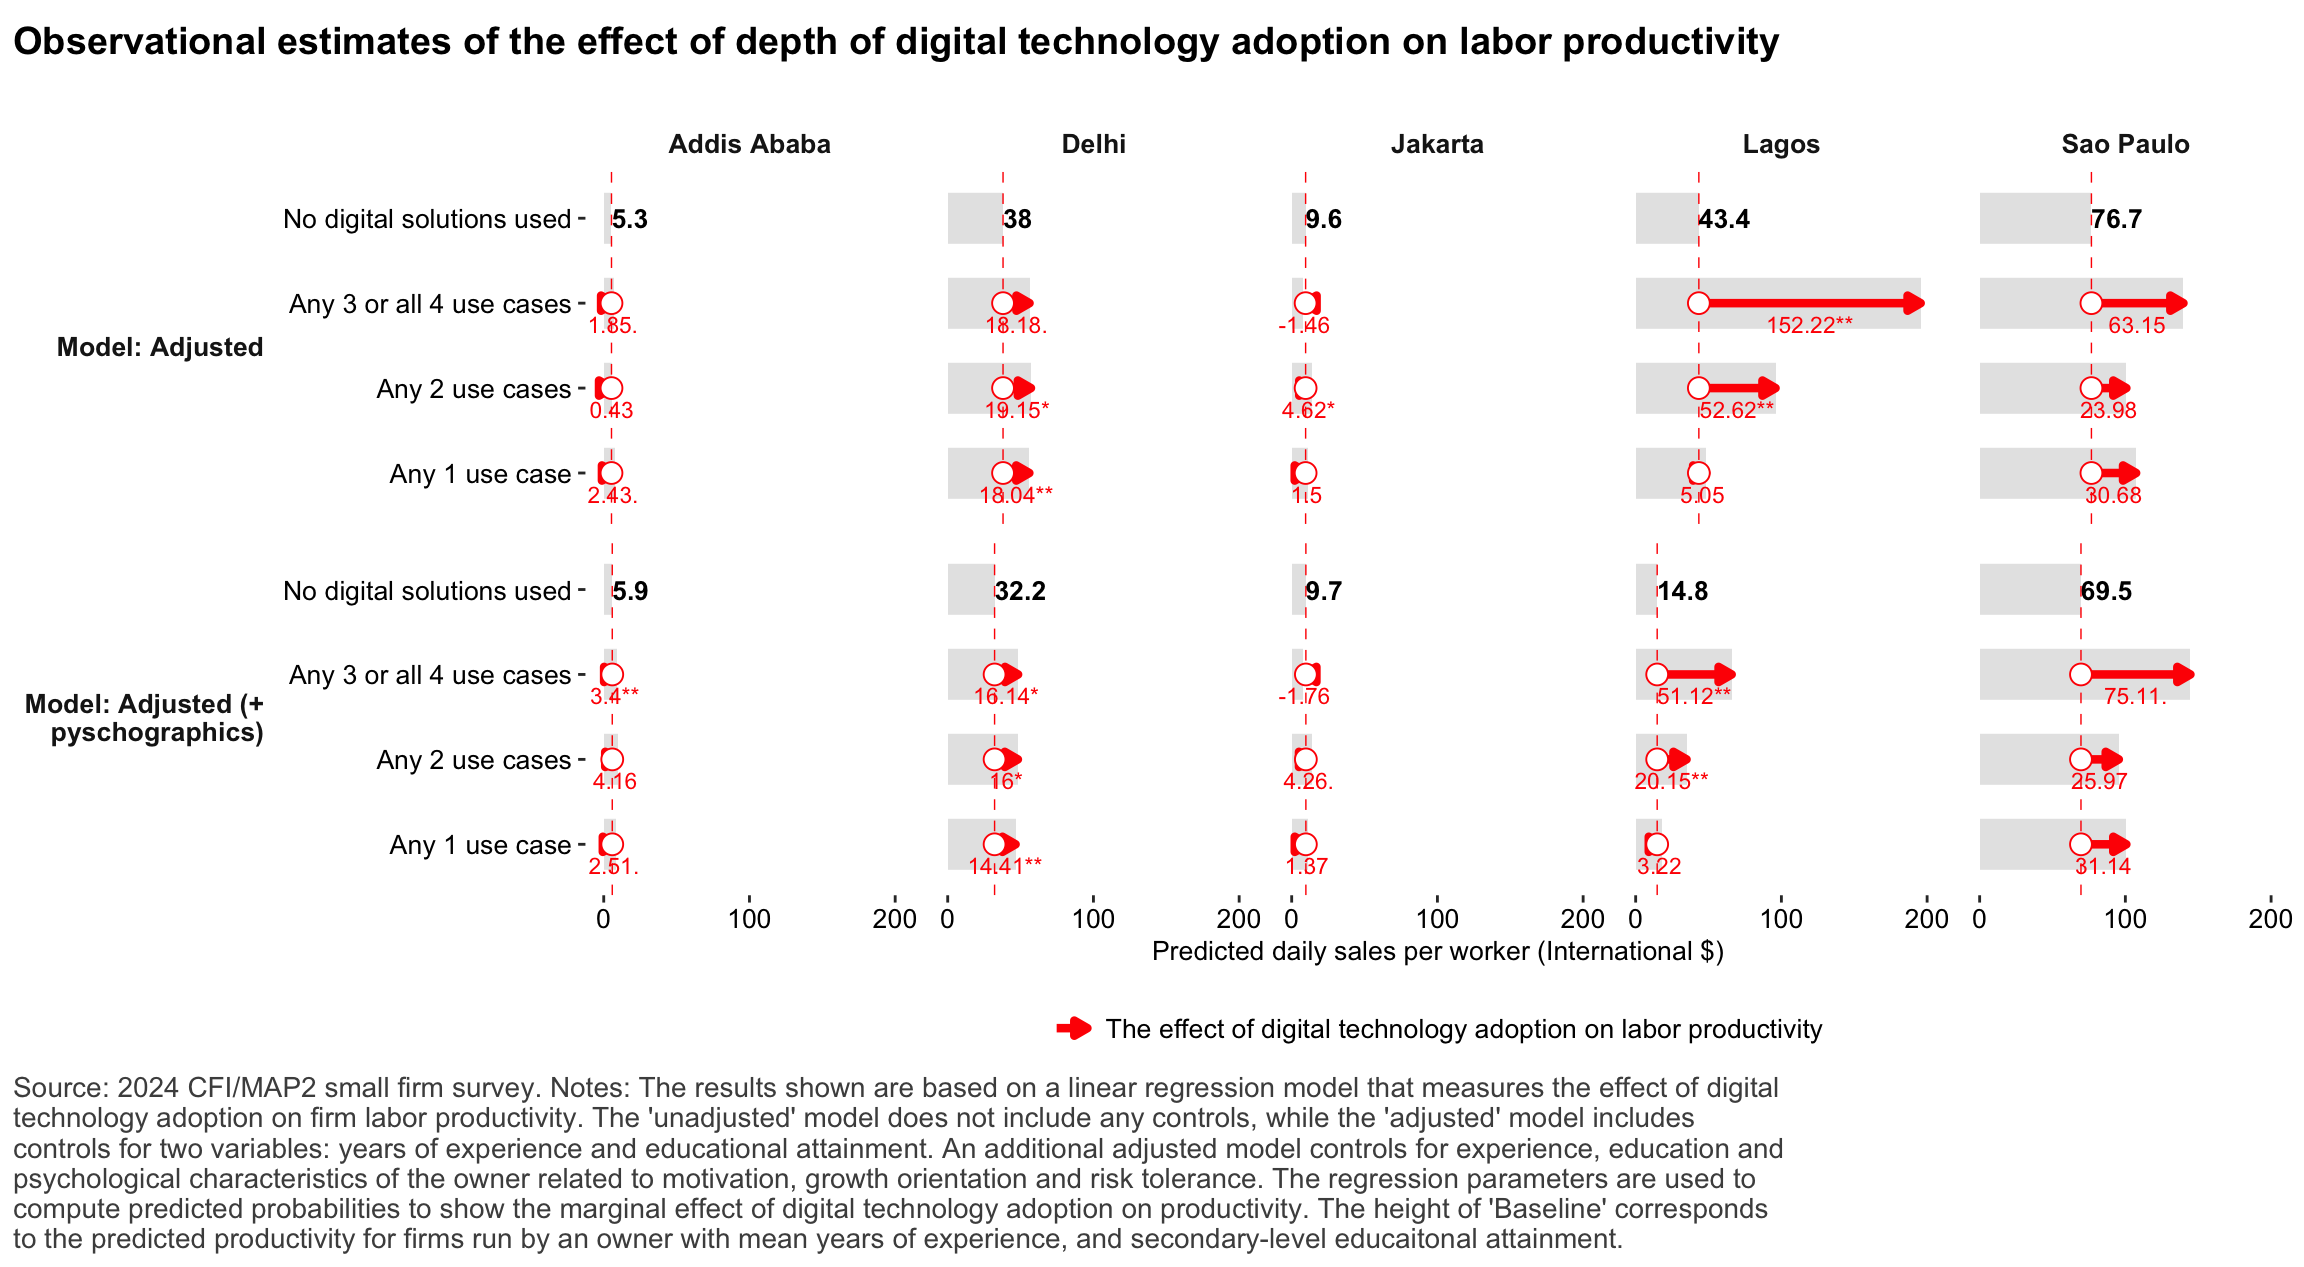 Observational estimates of the effect of depth of digital technology adoption on labor productivity
Addis Ababa Delhi Jakarta Lagos Sao Paulo
No digital solutions used 5.3 38 9.6 43.4 76.7
Any 3 or all 4 use cases
1.85. 18.18. -1.46 152.22** 63.15
Model: Adjusted
Any 2 use cases
0.43 19.15* 4.62* 52.62** 23.98
Any 1 use case
2.43. 18.04** 1.5 5.05 30.68
No digital solutions used 5.9 32.2 9.7 14.8 69.5
Any 3 or all 4 use cases
3.4** 16.14* -1.76 51.12** 75.11.
Model: Adjusted (+
pyschographics)
Any 2 use cases
4.16 16* 4.26. 20.15** 25.97
Any 1 use case
2.51. 14.41** 1.37 3.22 31.14
0 100 200 0 100 200 0 100 200 0 100 200 0 100 200
Predicted daily sales per worker (International $)
The effect of digital technology adoption on labor productivity
Source: 2024 CFI/MAP2 small firm survey. Notes: The results shown are based on a linear regression model that measures the effect of digital
technology adoption on firm labor productivity. The 'unadjusted' model does not include any controls, while the 'adjusted' model includes
controls for two variables: years of experience and educational attainment. An additional adjusted model controls for experience, education and
psychological characteristics of the owner related to motivation, growth orientation and risk tolerance. The regression parameters are used to
compute predicted probabilities to show the marginal effect of digital technology adoption on productivity. The height of 'Baseline' corresponds
to the predicted productivity for firms run by an owner with mean years of experience, and secondary-level educaitonal attainment.